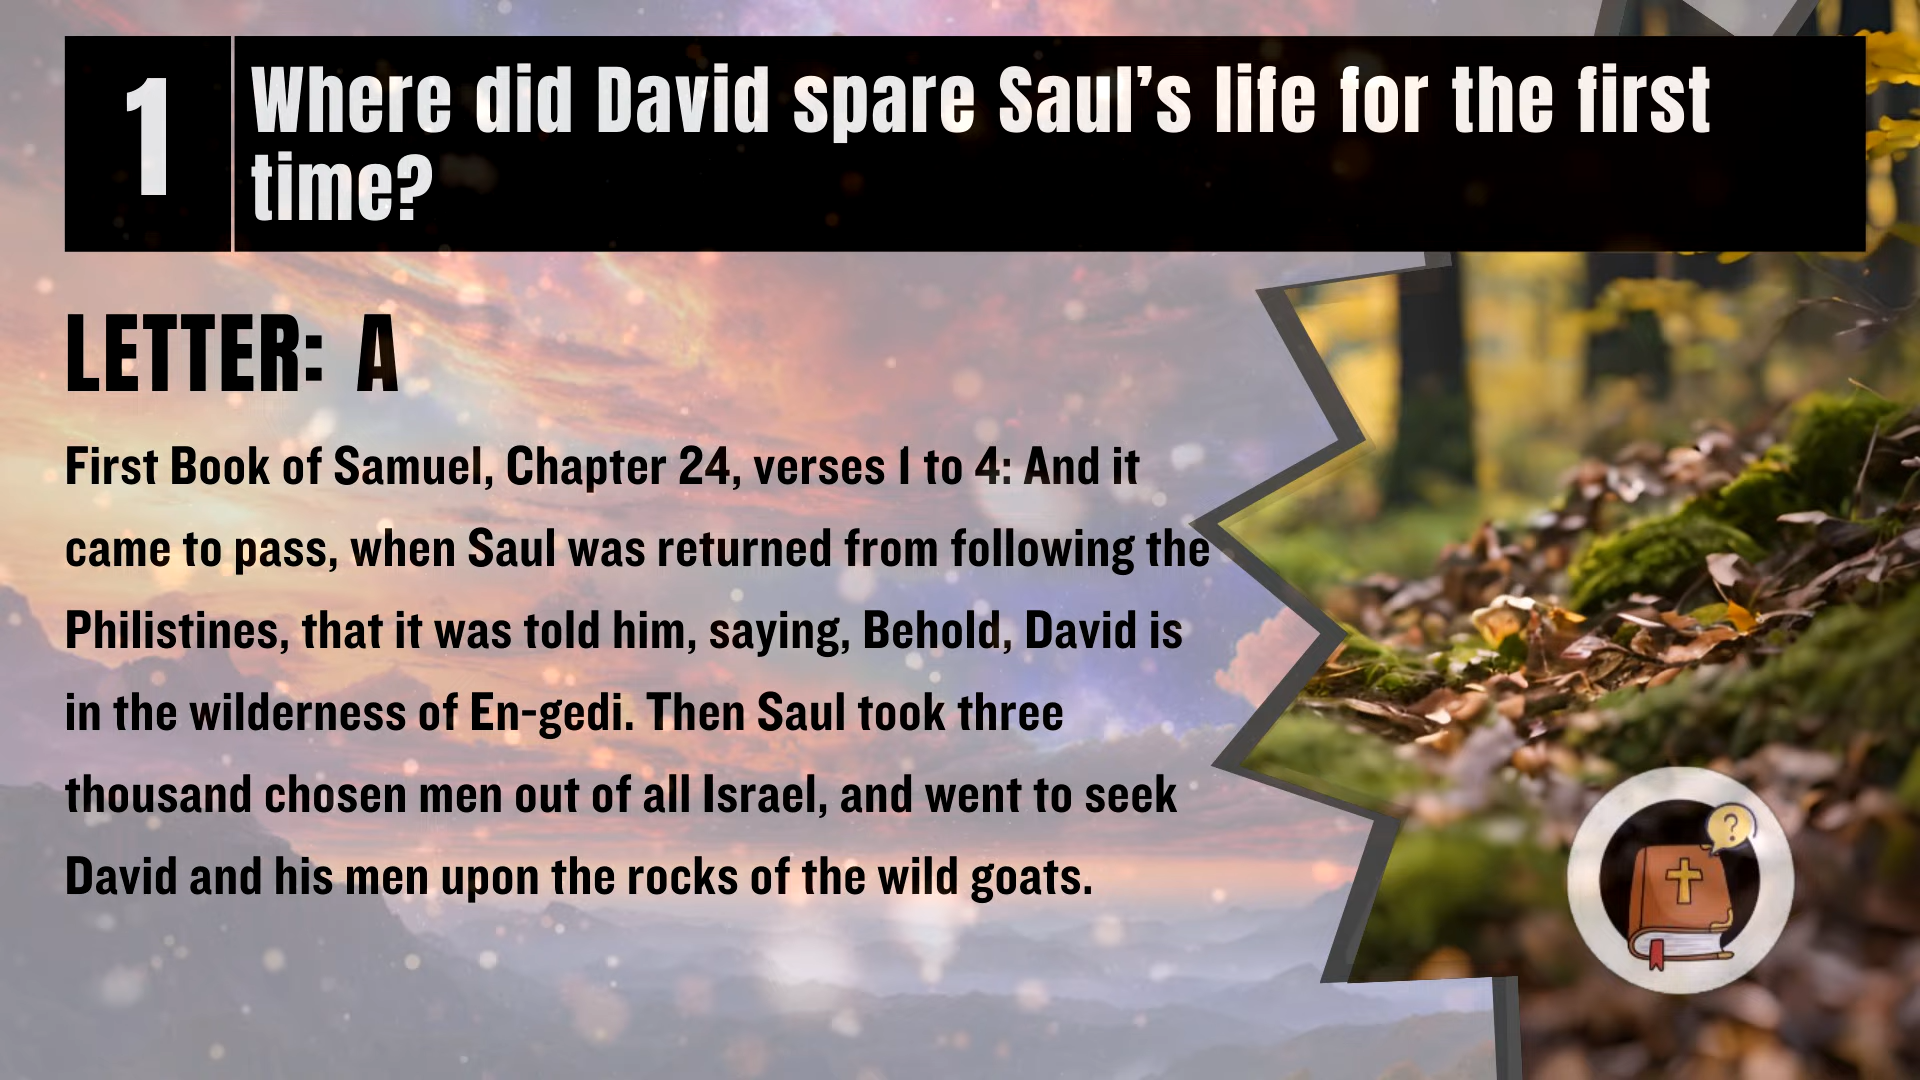 1
Where did David spare Saul’s life for the first
time?
LETTER: A
First Book of Samuel, Chapter 24, verses 1 to 4: And it
came to pass, when Saul was returned from following the
Philistines, that it was told him, saying, Behold, David is
in the wilderness of En-gedi. Then Saul took three
thousand chosen men out of all Israel, and went to seek
David and his men upon the rocks of the wild goats.
?